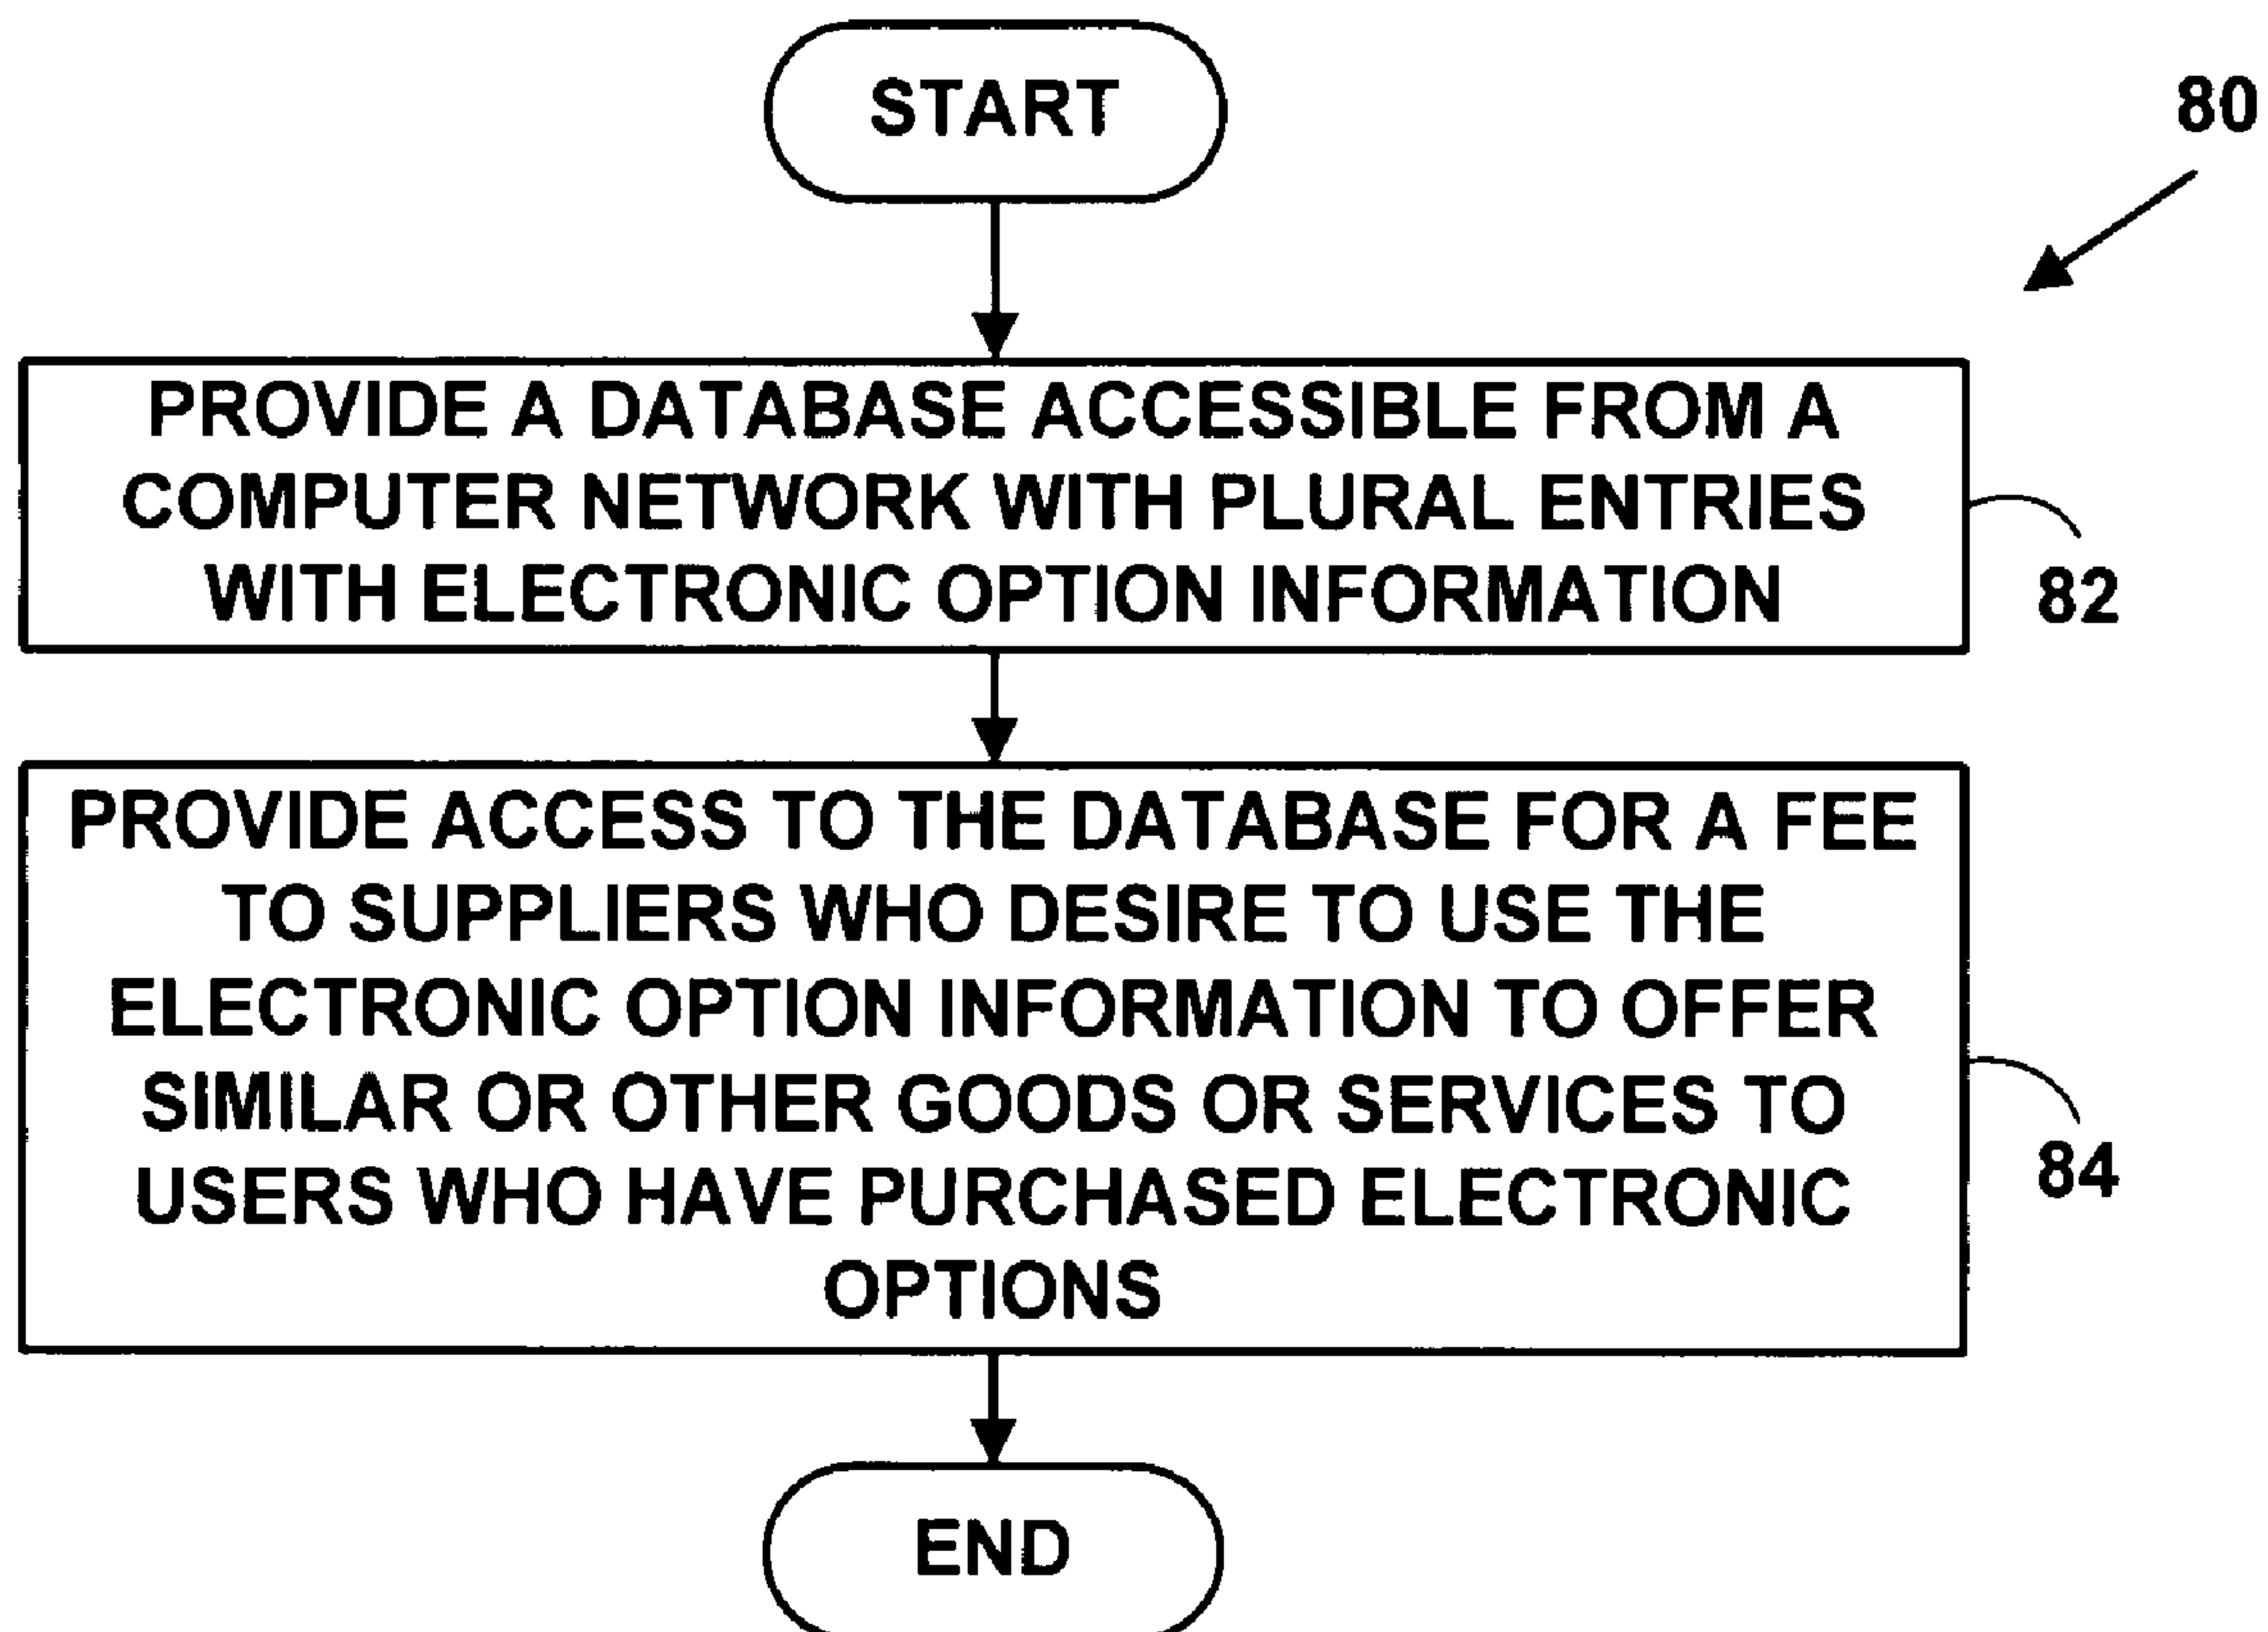 START
80
PROVIDE A DATABASE ACCESSIBLE FROM A
COMPUTER NETWORK WITH PLURAL ENTRIES
WITH ELECTRONIC OPTION INFORMATION
82
PROVIDE ACCESS TO THE DATABASE FOR A FEE
TO SUPPLIERS WHO DESIRE TO USE THE
ELECTRONIC OPTION INFORMATION TO OFFER
SIMILAR OR OTHER GOODS OR SERVICES TO
USERS WHO HAVE PURCHASED ELECTRONIC
OPTIONS
84
END